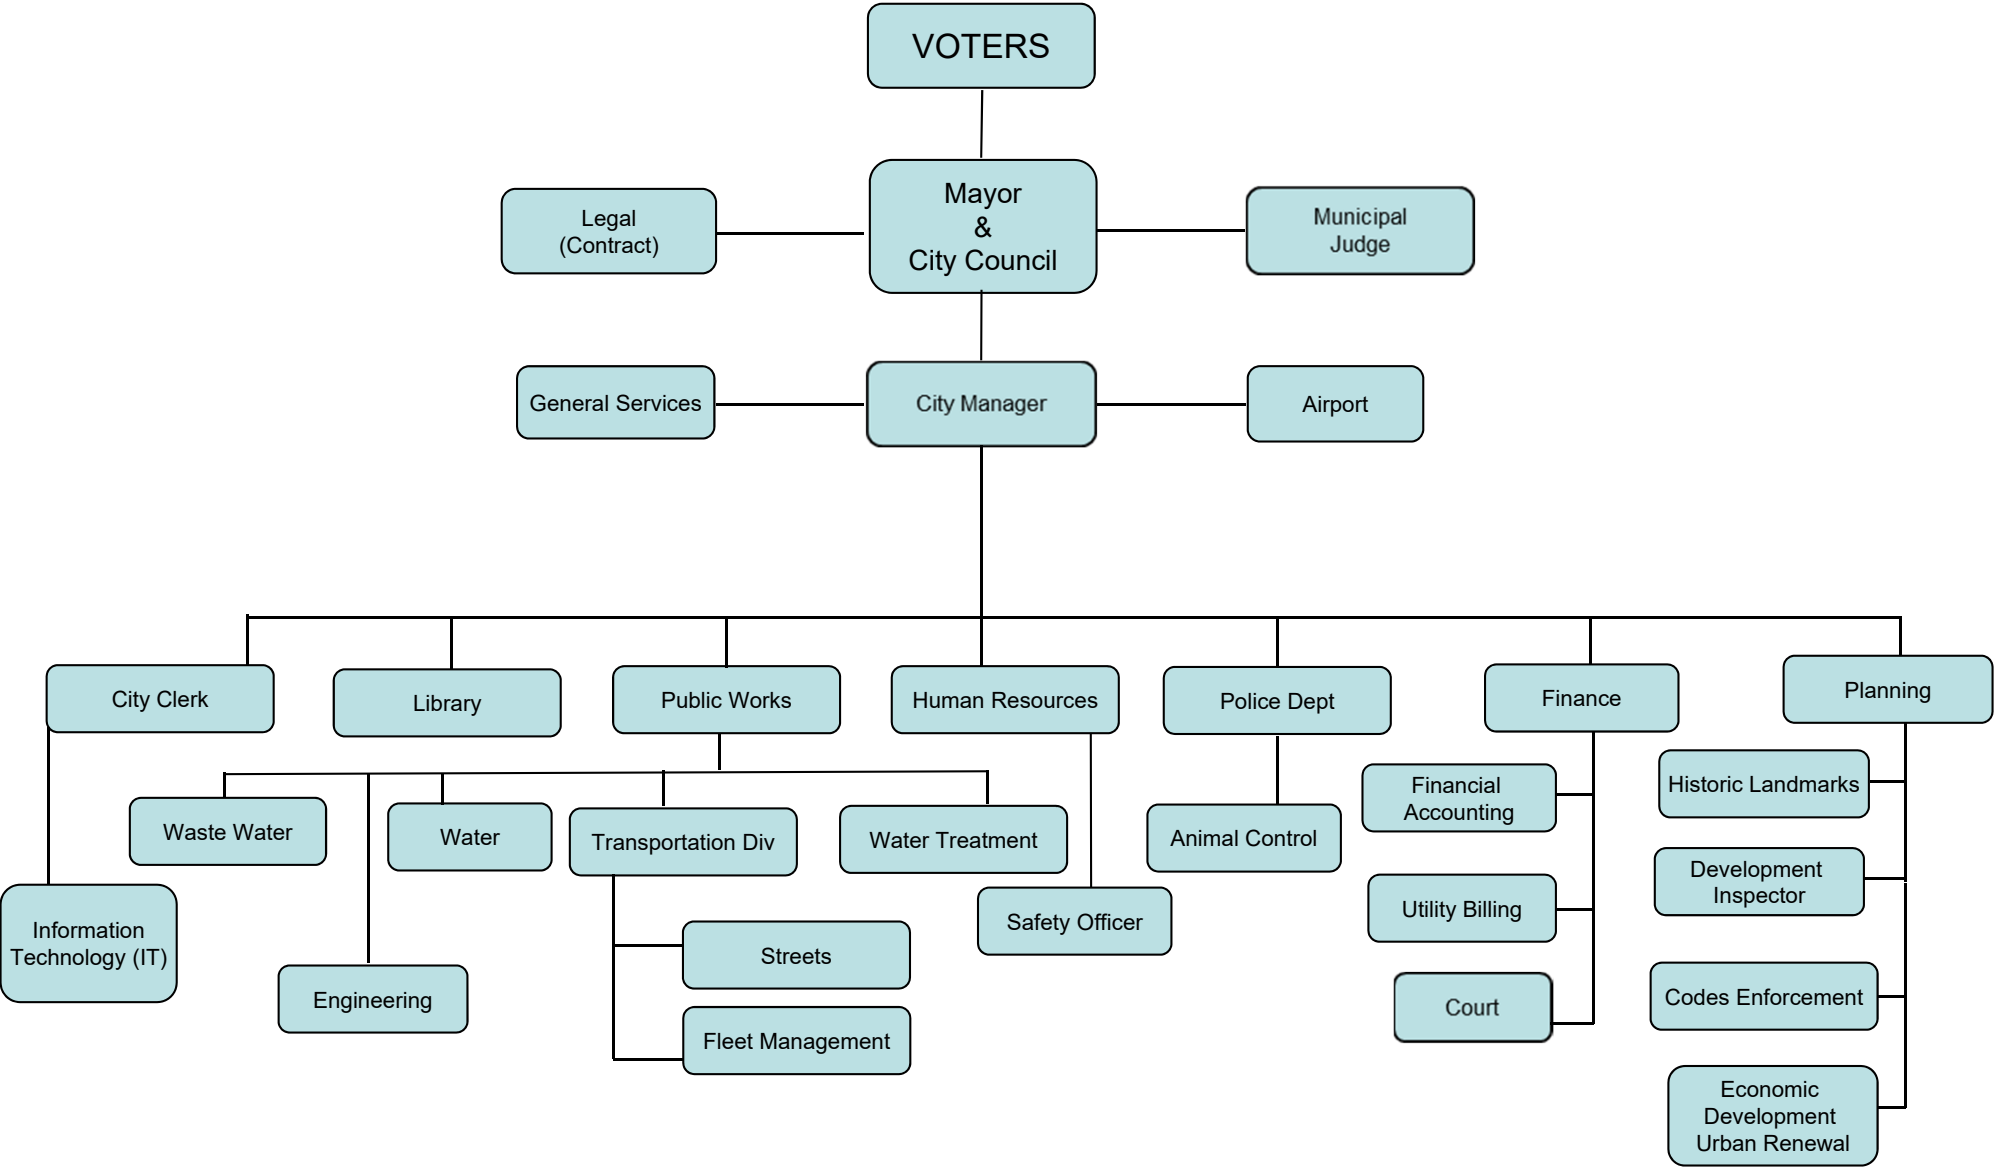 VOTERS
Legal
(Contract)
Mayor
&
City Council
Municipal
Judge
General Services
City Manager
Airport
City Clerk
Library
Public Works
Human Resources
Police Dept
Finance
Planning
Waste Water
Water
Transportation Div
Water Treatment
Animal Control
Financial
Accounting
Historic Landmarks
Information
Technology (IT)
Engineering
Streets
Fleet Management
Safety Officer
Utility Billing
Court
Development
Inspector
Codes Enforcement
Economic
Development
Urban Renewal